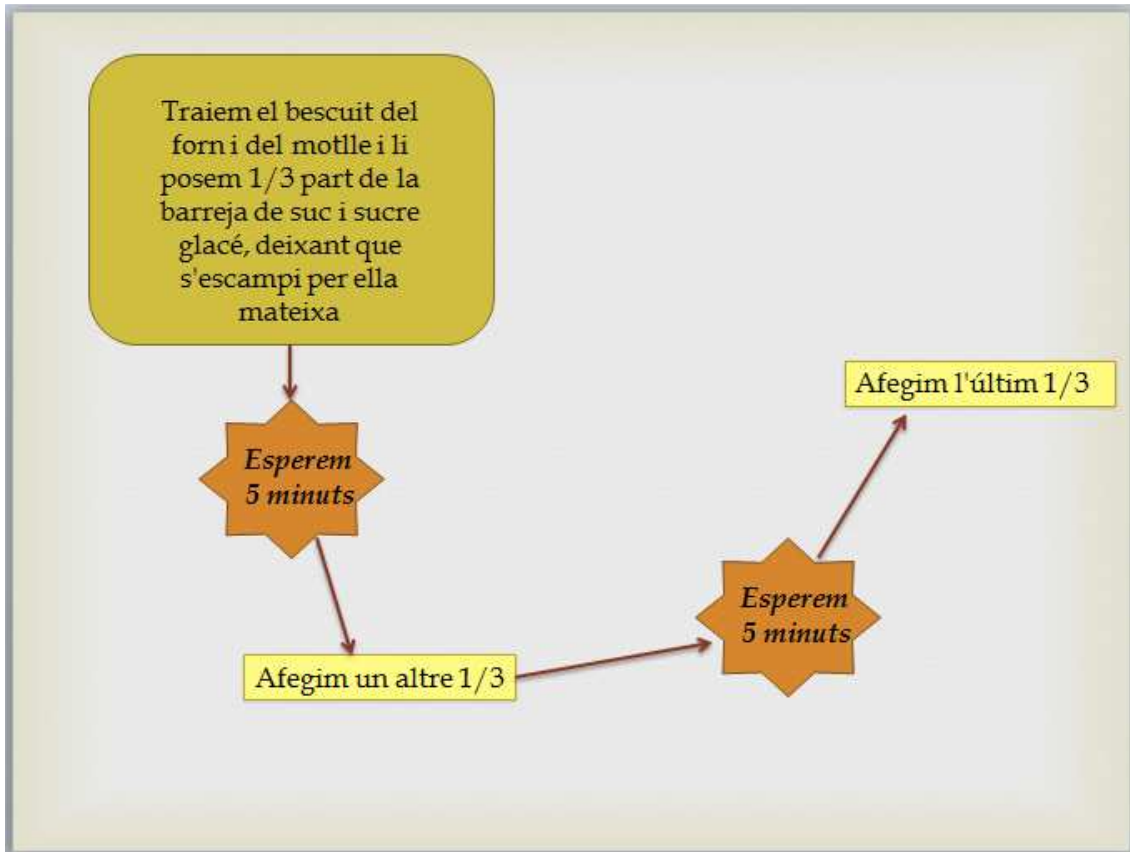 Traiem el bescuit del
forn i del motlle i li
posem 1/3 part de la
barreja de suc i sucre
glacé, deixant que
s'escampi per ella
mateixa
Esperem
5 minuts
Afegim un altre 1/3
Esperem
5 minuts
Afegim l'últim 1/3